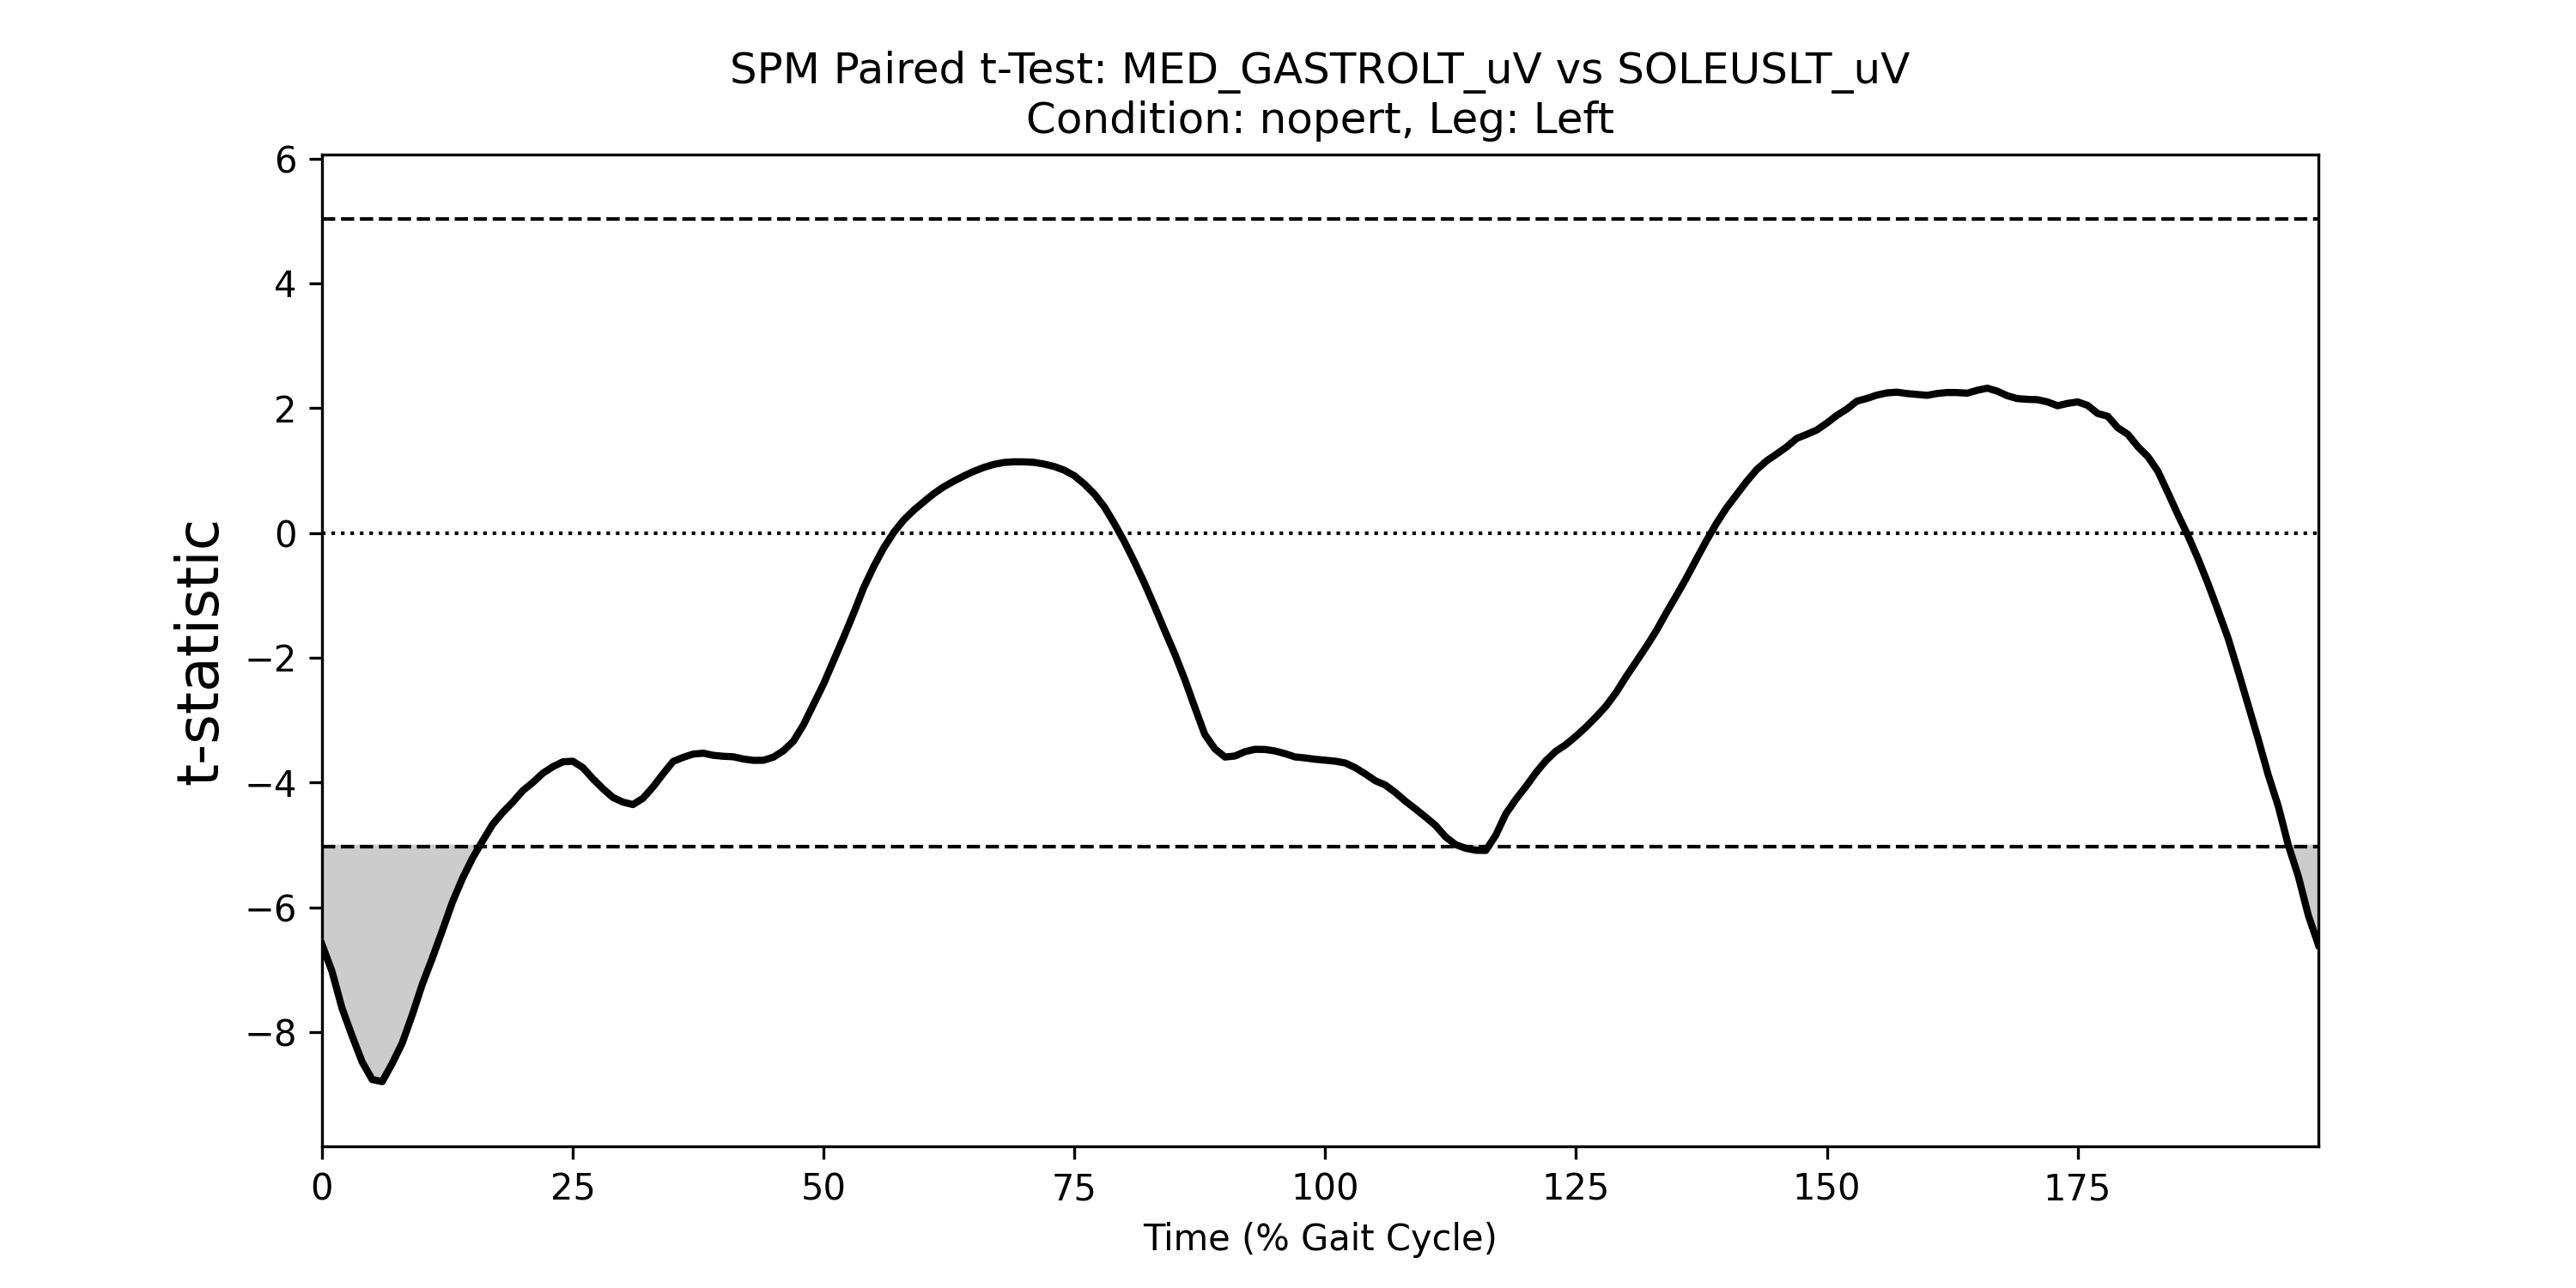 SPM Paired t-Test: MED_GASTROLT_uV vs SOLEUSLT_uV
Condition: nopert, Leg: Left
6
4
2
0
−2
−4
−6
−8
t-statistic
0 25 50 75 100 125 150 175
Time (% Gait Cycle)